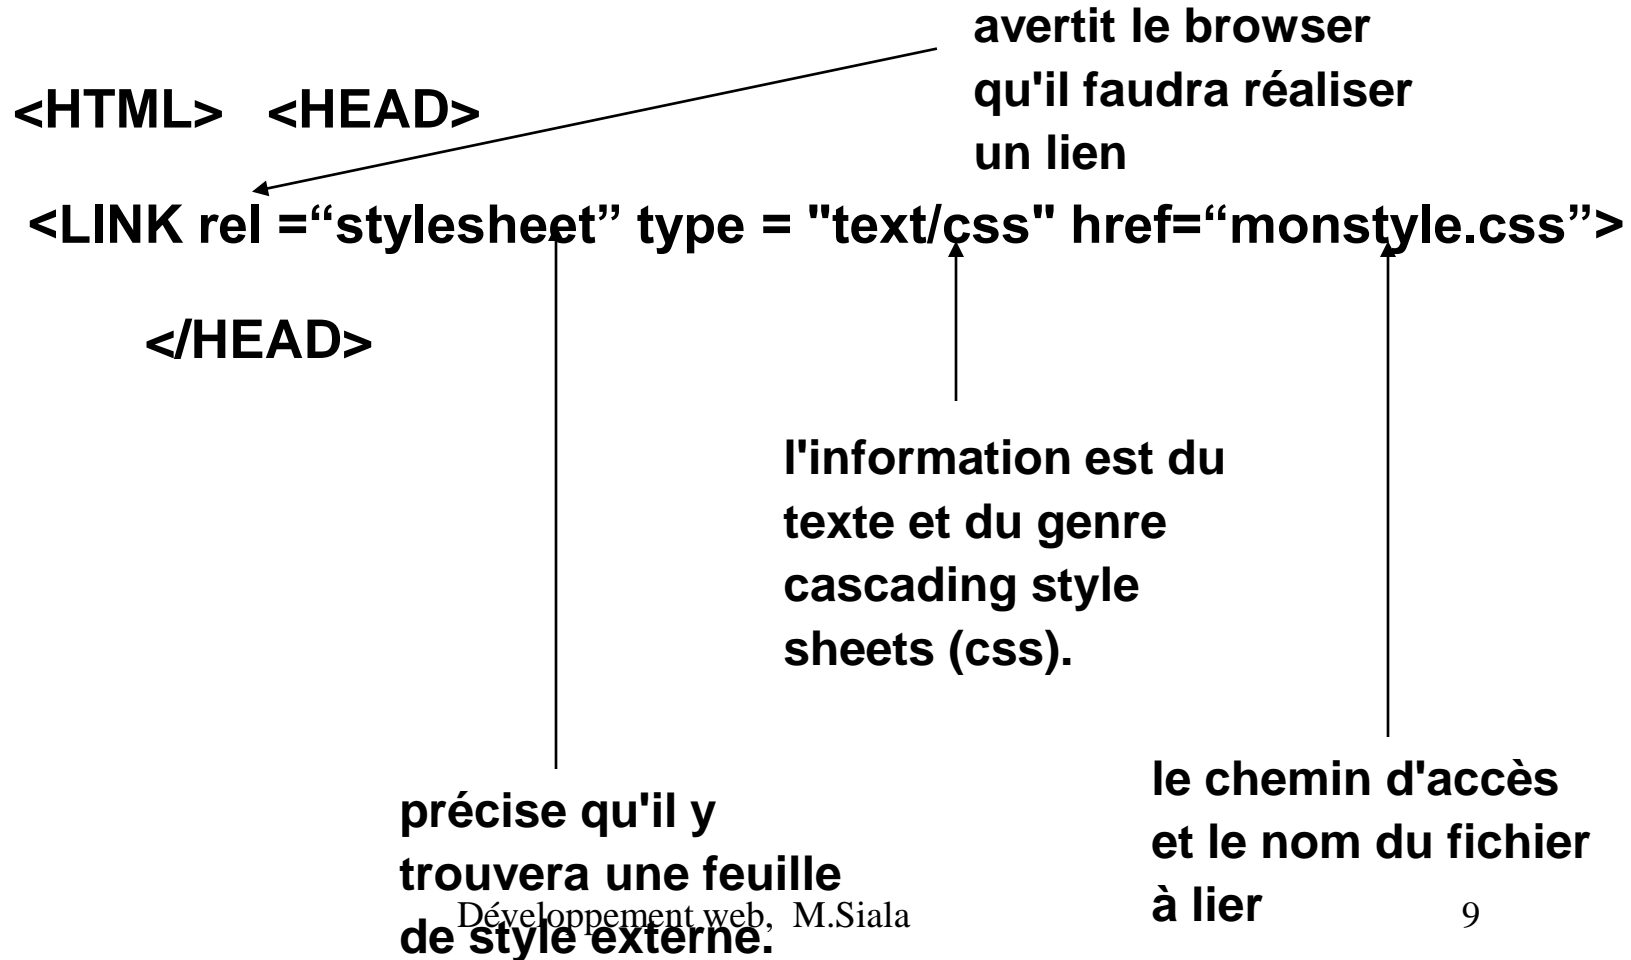 avertit le browser
qu'il faudra réaliser
un lien
<HTML> <HEAD>
<LINK rel =“stylesheet” type = "text/css" href=“monstyle.css”>
</HEAD>
l'information est du
texte et du genre
cascading style
sheets (css).
précise qu'il y
trouvera une feuille
de style externe.
le chemin d'accès
et le nom du fichier
à lier
Développement web, M.Siala
9